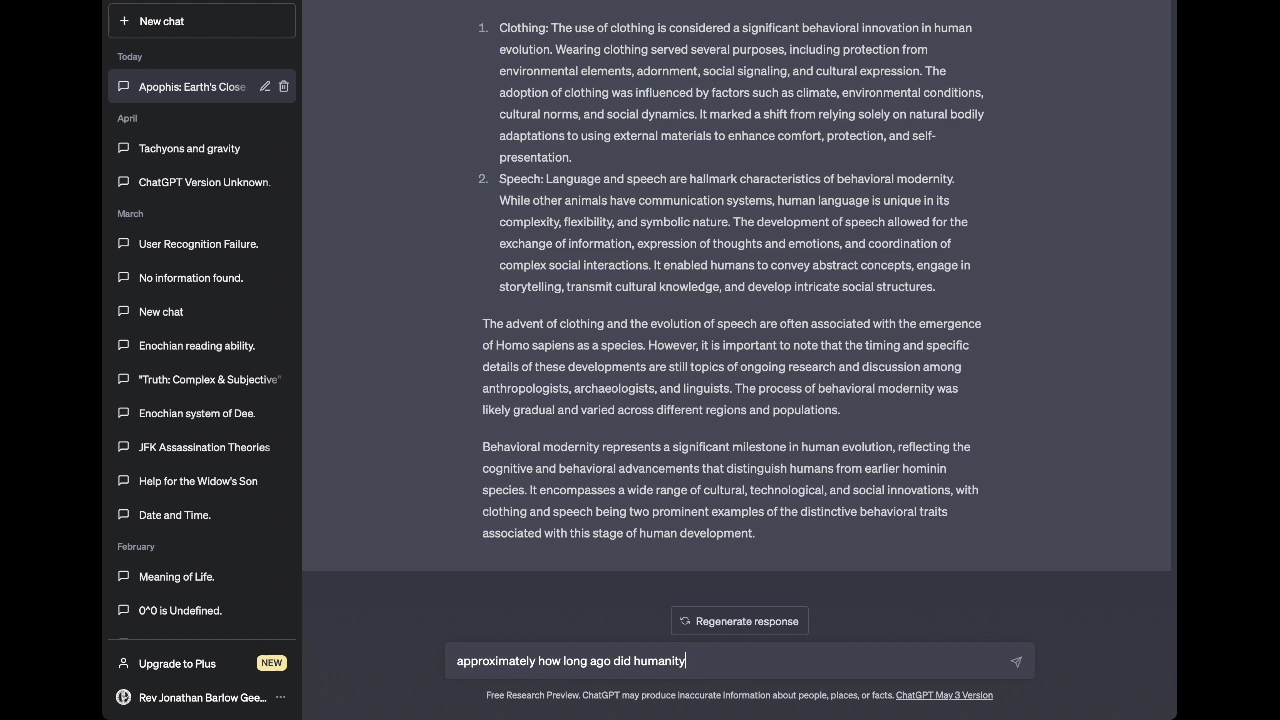 New chat
Today
Apophis: Earth's Close
April
Tachyons and gravity
ChatGPT Version Unknown.
March
User Recognition Failure.
No information found.
New chat
Enochian reading ability.
"Truth: Complex & Subjective"
Enochian system of Dee.
JFK Assassination Theories
Help for the Widow's Son
Date and Time.
February
Meaning of Life.
0^0 is Undefined.
Upgrade to Plus NEW
Rev Jonathan Barlow Gee...
1. Clothing: The use of clothing is considered a significant behavioral innovation in human
evolution. Wearing clothing served several purposes, including protection from
environmental elements, adornment, social signaling, and cultural expression. The
adoption of clothing was influenced by factors such as climate, environmental conditions,
cultural norms, and social dynamics. It marked a shift from relying solely on natural bodily
adaptations to using external materials to enhance comfort, protection, and self-
presentation.
2. Speech: Language and speech are hallmark characteristics of behavioral modernity.
While other animals have communication systems, human language is unique in its
complexity, flexibility, and symbolic nature. The development of speech allowed for the
exchange of information, expression of thoughts and emotions, and coordination of
complex social interactions. It enabled humans to convey abstract concepts, engage in
storytelling, transmit cultural knowledge, and develop intricate social structures.
The advent of clothing and the evolution of speech are often associated with the emergence
of Homo sapiens as a species. However, it is important to note that the timing and specific
details of these developments are still topics of ongoing research and discussion among
anthropologists, archaeologists, and linguists. The process of behavioral modernity was
likely gradual and varied across different regions and populations.
Behavioral modernity represents a significant milestone in human evolution, reflecting the
cognitive and behavioral advancements that distinguish humans from earlier hominin
species. It encompasses a wide range of cultural, technological, and social innovations, with
clothing and speech being two prominent examples of the distinctive behavioral traits
associated with this stage of human development.
Regenerate response
approximately how long ago did humanity
Free Research Preview. ChatGPT may produce inaccurate information about people, places, or facts. ChatGPT May 3 Version